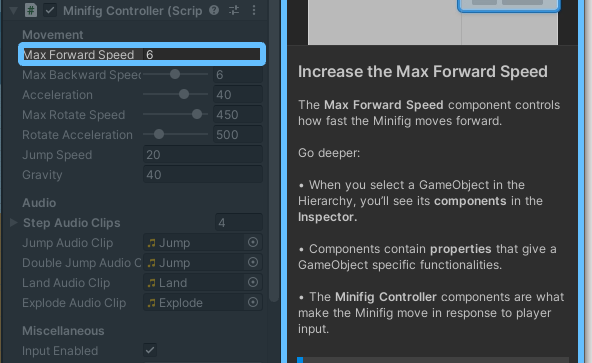 Minifig Controller (Scrip
Movement
Max Forward Speed 6
Max Backward Speed 6
Acceleration 40
Max Rotate Speed 450
Rotate Acceleration 500
Jump Speed 20
Gravity 40
Audio
Step Audio Clips 4
Jump Audio Clip Jump
Double Jump Audio C Jump
Land Audio Clip Land
Explode Audio Clip Explode
Miscellaneous
Input Enabled
Increase the Max Forward Speed
The Max Forward Speed component controls
how fast the Minifig moves forward.
Go deeper:
• When you select a GameObject in the
Hierarchy, you’ll see its components in the
Inspector.
• Components contain properties that give a
GameObject specific functionalities.
• The Minifig Controller components are what
make the Minifig move in response to player
input.